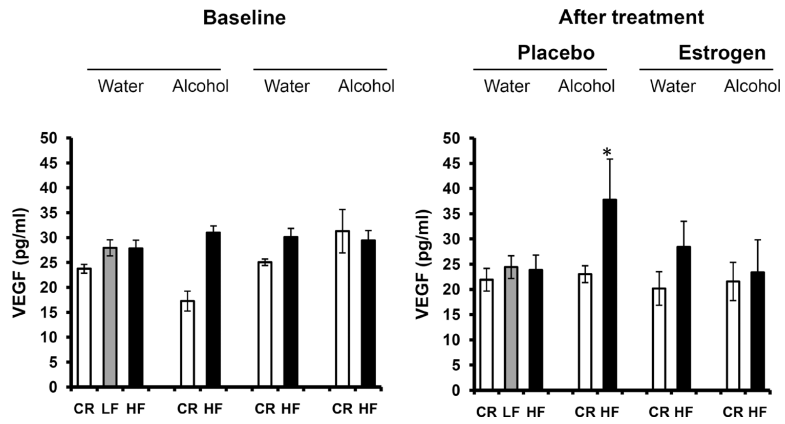 Baseline
Water Alcohol Water Alcohol
VEGF (pg/ml)
50
45
40
35
30
25
20
15
10
5
0
CR LF HF CR HF CR HF CR HF
After treatment
Placebo Estrogen
Water Alcohol Water Alcohol
VEGF (pg/ml)
50
45
40
35
30
25
20
15
10
5
0
*
CR LF HF CR HF CR HF CR HF